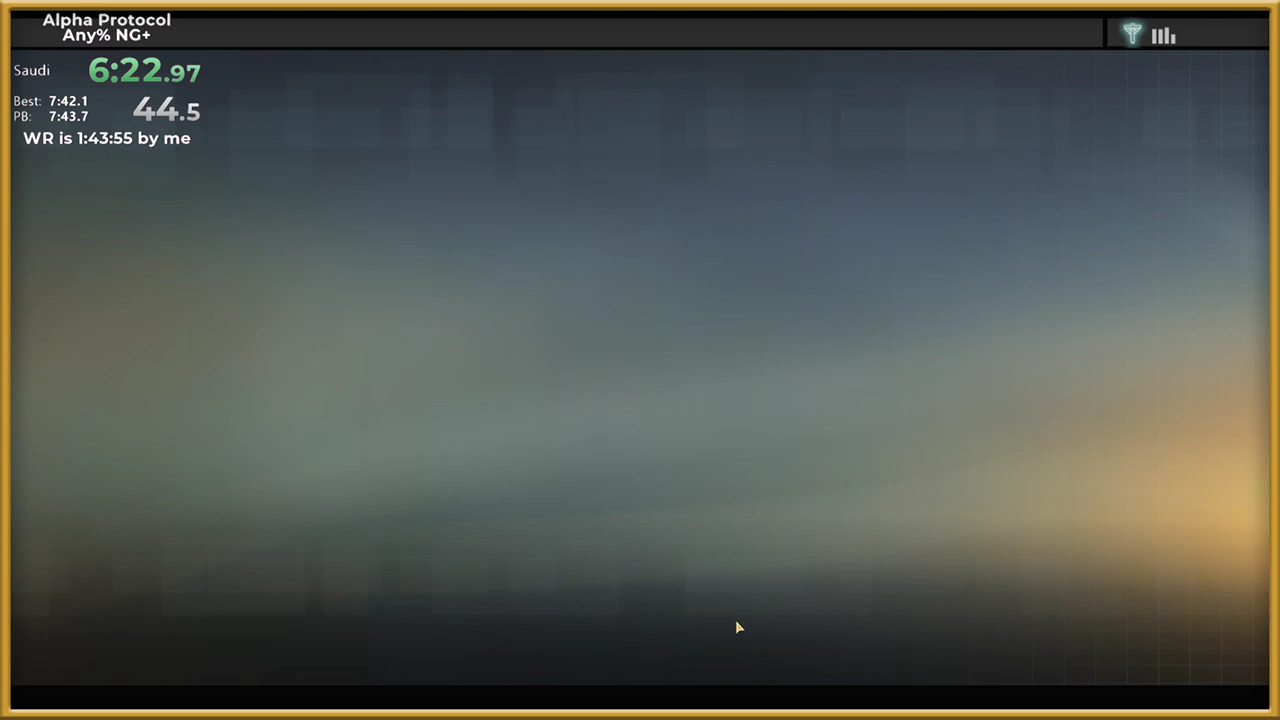 Alpha Protocol
Any% NG+
Saudi 6:22.97
Best: 7:42.1 44.5
PB: 7:43.7
WR is 1:43:55 by me